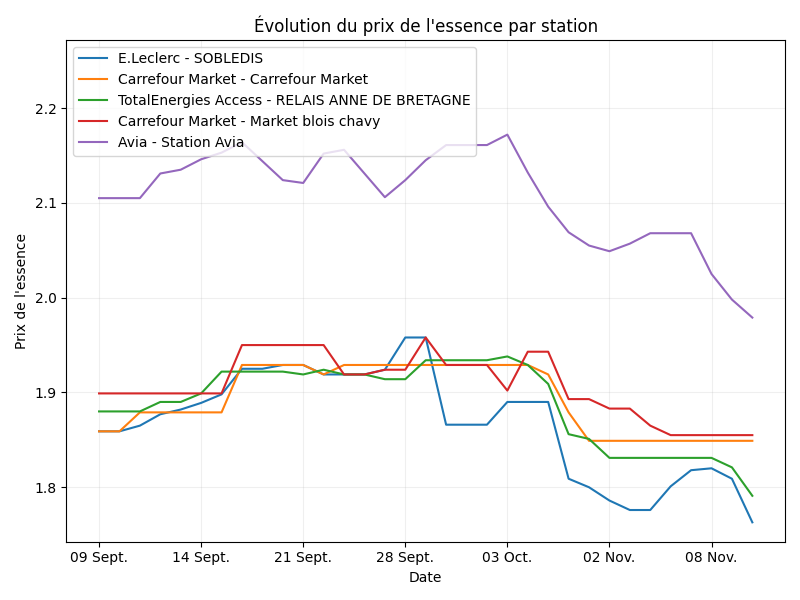 Évolution du prix de l'essence par station
E.Leclerc - SOBLEDIS
Carrefour Market - Carrefour Market
TotalEnergies Access - RELAIS ANNE DE BRETAGNE
Carrefour Market - Market blois chavy
Avia - Station Avia
Prix de l'essence
2.2
2.1
2.0
1.9
1.8
09 Sept. 14 Sept. 21 Sept. 28 Sept. 03 Oct. 02 Nov. 08 Nov.
Date